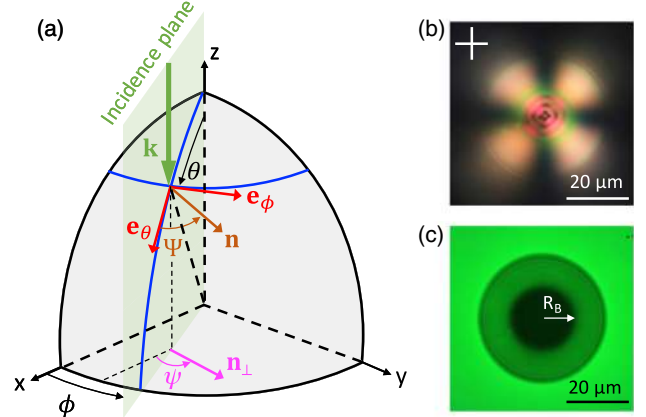 (a)
Incidence plane
z
k
θ
e_ϕ
e_θ
Ψ
n
x
ϕ
ψ
n_⊥
y
(b)
20 µm
(c)
R_B
20 µm